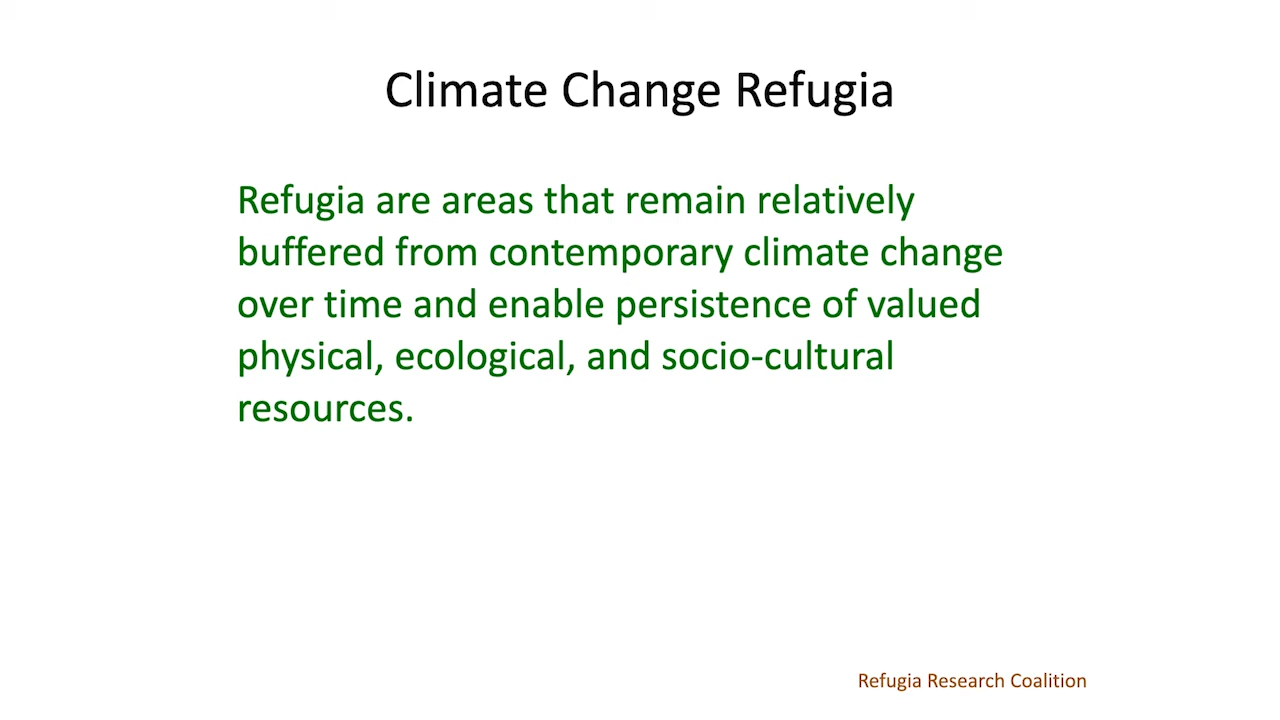 Climate Change Refugia
Refugia are areas that remain relatively
buffered from contemporary climate change
over time and enable persistence of valued
physical, ecological, and socio-cultural
resources.
Refugia Research Coalition